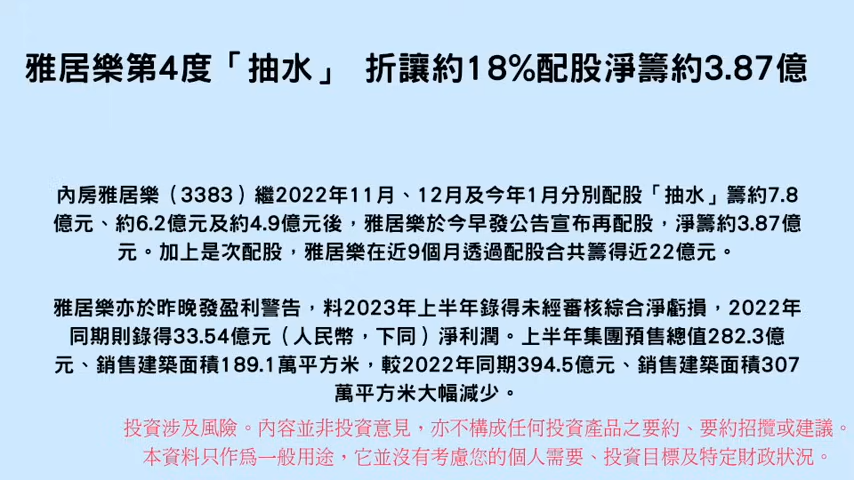 雅居樂第4度「抽水」 折讓約18%配股淨籌約3.87億
內房雅居樂（3383）繼2022年11月、12月及今年1月分別配股「抽水」籌約7.8
億元、約6.2億元及約4.9億元後，雅居樂於今早發公告宣布再配股，淨籌約3.87億
元。加上是次配股，雅居樂在近9個月透過配股合共籌得近22億元。
雅居樂亦於昨晚發盈利警告，料2023年上半年錄得未經審核綜合淨虧損，2022年
同期則錄得33.54億元（人民幣，下同）淨利潤。上半年集團預售總值282.3億
元、銷售建築面積189.1萬平方米，較2022年同期394.5億元、銷售建築面積307
萬平方米大幅減少。
投資涉及風險。內容並非投資意見，亦不構成任何投資產品之要約、要約招攬或建議。
本資料只作爲一般用途，它並沒有考慮您的個人需要、投資目標及特定財政狀況。